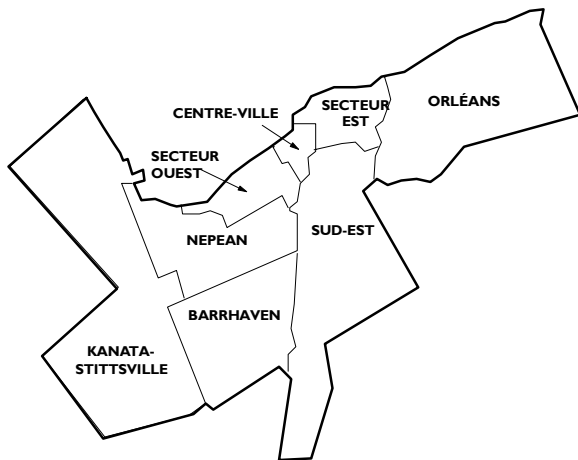 CENTRE-VILLE
SECTEUR
EST
ORLÉANS
SECTEUR
OUEST
NEPEAN
SUD-EST
BARRHAVEN
KANATA-
STITTSVILLE